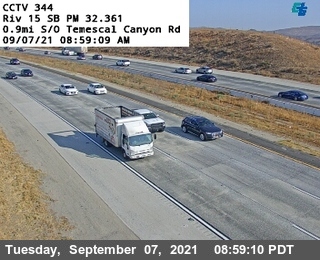 CCTV 344
Riv 15 SB PM 32.361
0.9mi S/O Temescal Canyon Rd
09/07/21 08:59:09 AM
Tuesday, September 07, 2021 08:59:10 PDT